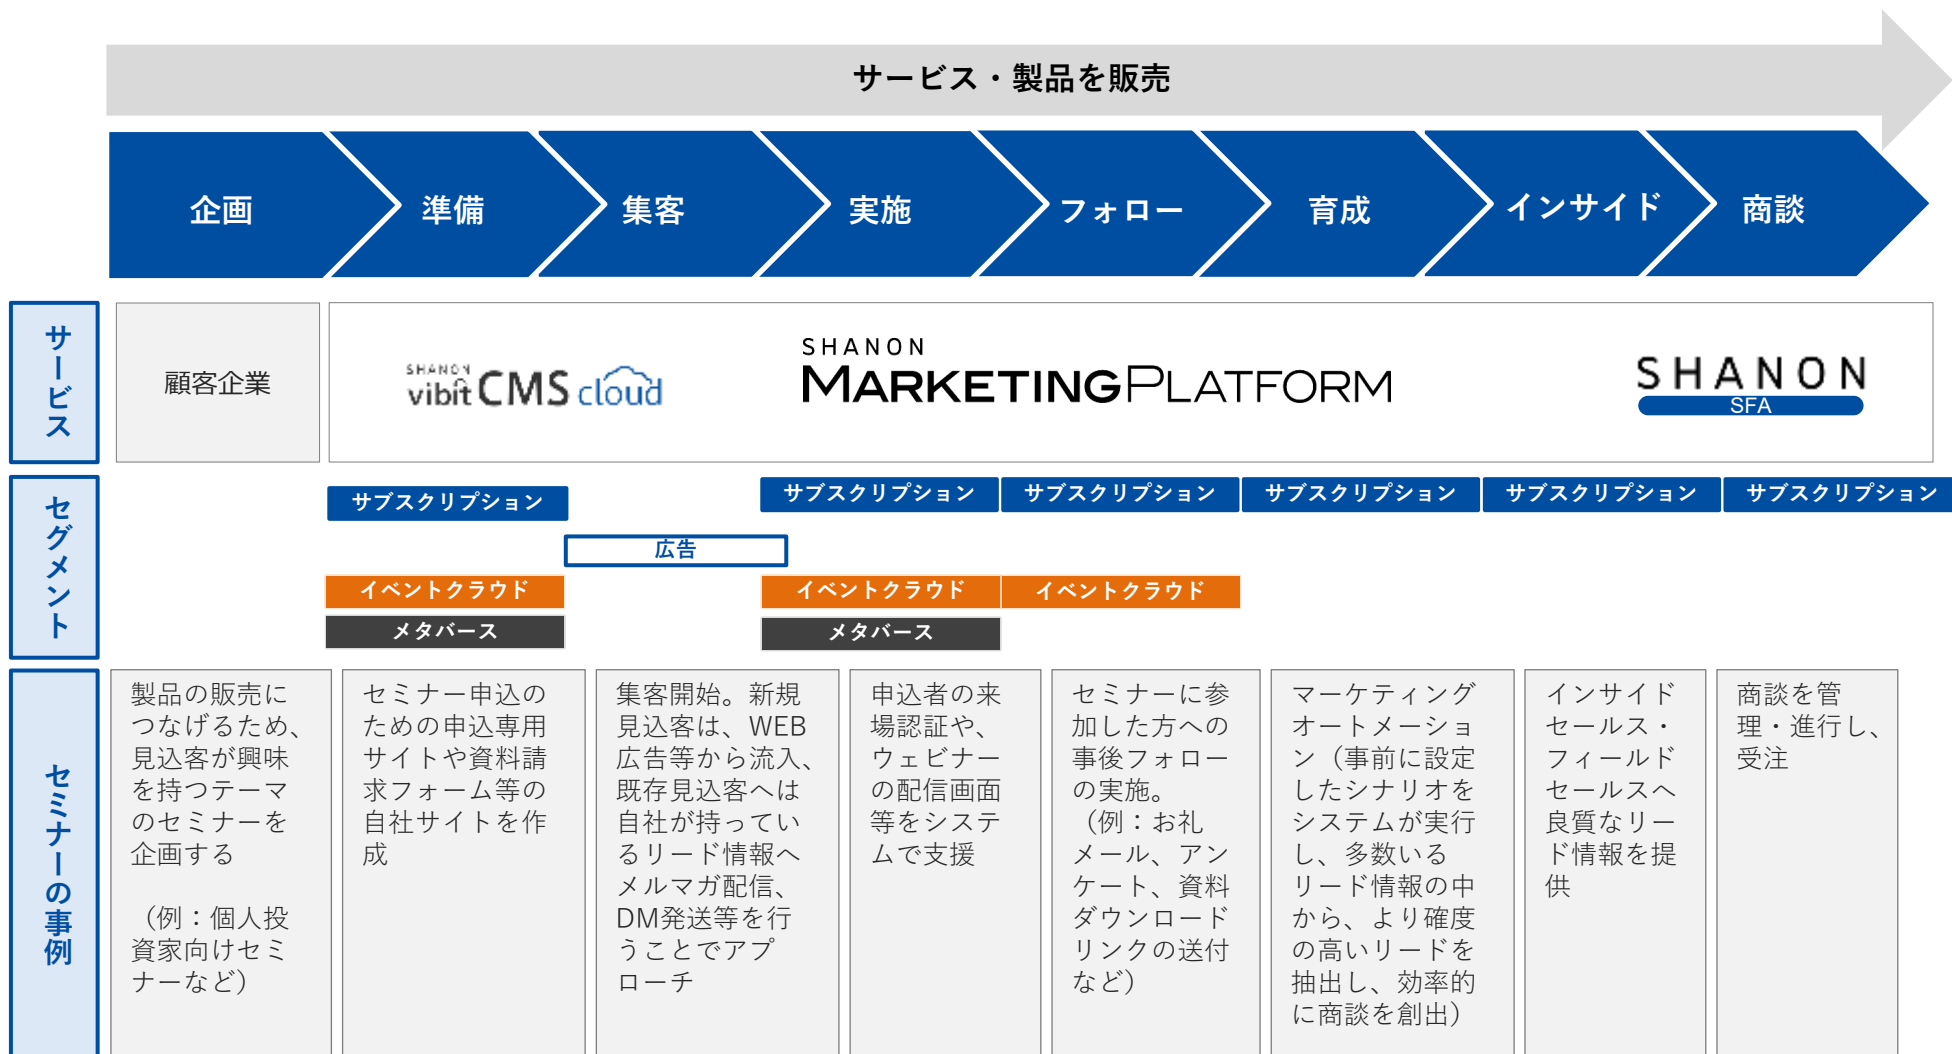 サービス・製品を販売
企画
準備
集客
実施
フォロー
育成
インサイド
商談
サービス
顧客企業
SHANON
vibit CMS cloud
SHANON
MARKETINGPLATFORM
SHANON
SFA
セグメント
サブスクリプション
サブスクリプション
サブスクリプション
サブスクリプション
サブスクリプション
サブスクリプション
広告
イベントクラウド
イベントクラウド
イベントクラウド
メタバース
メタバース
セミナーの事例
製品の販売に
つなげるため、
見込客が興味
を持つテーマ
のセミナーを
企画する
（例：個人投
資家向けセミ
ナーなど）
セミナー申込の
ための申込専用
サイトや資料請
求フォーム等の
自社サイトを作
成
集客開始。新規
見込客は、WEB
広告等から流入、
既存見込客へは
自社が持ってい
るリード情報へ
メルマガ配信、
DM発送等を行
うことでアプ
ローチ
申込者の来
場認証や、
ウェビナー
の配信画面
等をシステ
ムで支援
セミナーに参
加した方への
事後フォロー
の実施。
（例：お礼
メール、アン
ケート、資料
ダウンロード
リンクの送付
など）
マーケティング
オートメーショ
ン（事前に設定
したシナリオを
システムが実行
し、多数いる
リード情報の中
から、より確度
の高いリードを
抽出し、効率的
に商談を創出）
インサイド
セールス・
フィールド
セールスへ
良質なリー
ド情報を提
供
商談を管
理・進行し、
受注